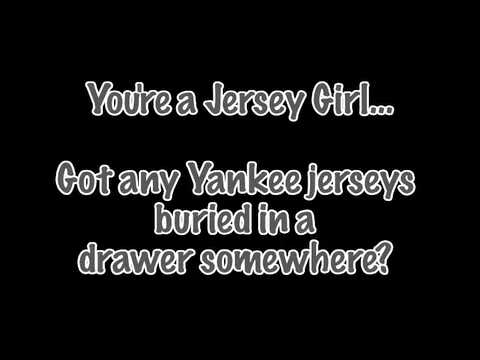 You're a Jersey Girl...
Got any Yankee jerseys
buried in a
drawer somewhere?